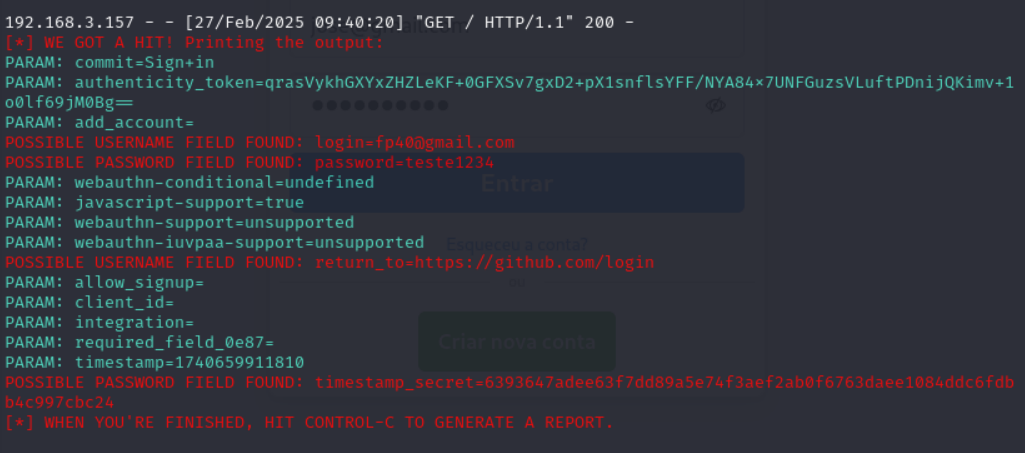 192.168.3.157 - - [27/Feb/2025 09:40:20] "GET / HTTP/1.1" 200 -
[*] WE GOT A HIT! Printing the output:
PARAM: commit=Sign+in
PARAM: authenticity_token=qrasVykhGXYxZHZLeKF+0GFXSv7gxD2+pX1snflsYFF/NYA84×7UNFGuzsVLuftPDnijQKimv+1
o0lf69jM0Bg==
PARAM: add_account=
POSSIBLE USERNAME FIELD FOUND: login=fp40@gmail.com
POSSIBLE PASSWORD FIELD FOUND: password=teste1234
Entrar
PARAM: webauthn-conditional=undefined
PARAM: javascript-support=true
PARAM: webauthn-support=unsupported
PARAM: webauthn-iuvpaa-support=unsupported
Esqueceu a conta?
POSSIBLE USERNAME FIELD FOUND: return_to=https://github.com/login
ou
PARAM: allow_signup=
PARAM: client_id=
PARAM: integration=
PARAM: required_field_0e87=
Criar nova conta
PARAM: timestamp=1740659911810
POSSIBLE PASSWORD FIELD FOUND: timestamp_secret=6393647adee63f7dd89a5e74f3aef2ab0f6763daee1084ddc6fdb
b4c997cbc24
[*] WHEN YOU'RE FINISHED, HIT CONTROL-C TO GENERATE A REPORT.